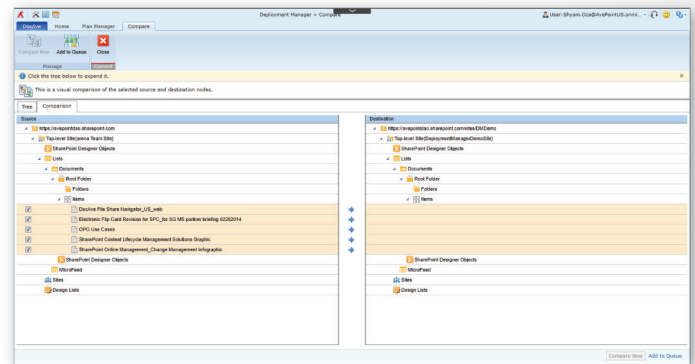 Deployment Manager > Compare
User: Shyam.Oza@AvePointUS.onmi...
DocAve Home Plan Manager Compare
Compare Now Add to Queue Close
Manage Commit
Click the tree below to expand it.
This is a visual comparison of the selected source and destination nodes.
Tree Comparison
Source Destination
https://avepointdao.sharepoint.com https://avepointdao.sharepoint.com/sites/DMDemo
Top-level Site(arena Team Site) Top-level Site(DeploymentManagerDemoSite)
SharePoint Designer Objects SharePoint Designer Objects
Lists Lists
Documents Documents
Root Folder Root Folder
Folders Folders
Items Items
DocAve File Share Navigator_US_web
Electronic Flip Card Revision for SPC_for SG MS partner briefing 02282014
OPG Use Cases
SharePoint Content Lifecycle Management Solutions Graphic
SharePoint Online Management_Change Management Infographic
SharePoint Designer Objects SharePoint Designer Objects
MicroFeed MicroFeed
Sites Sites
Design Lists Design Lists
Compare Now Add to Queue